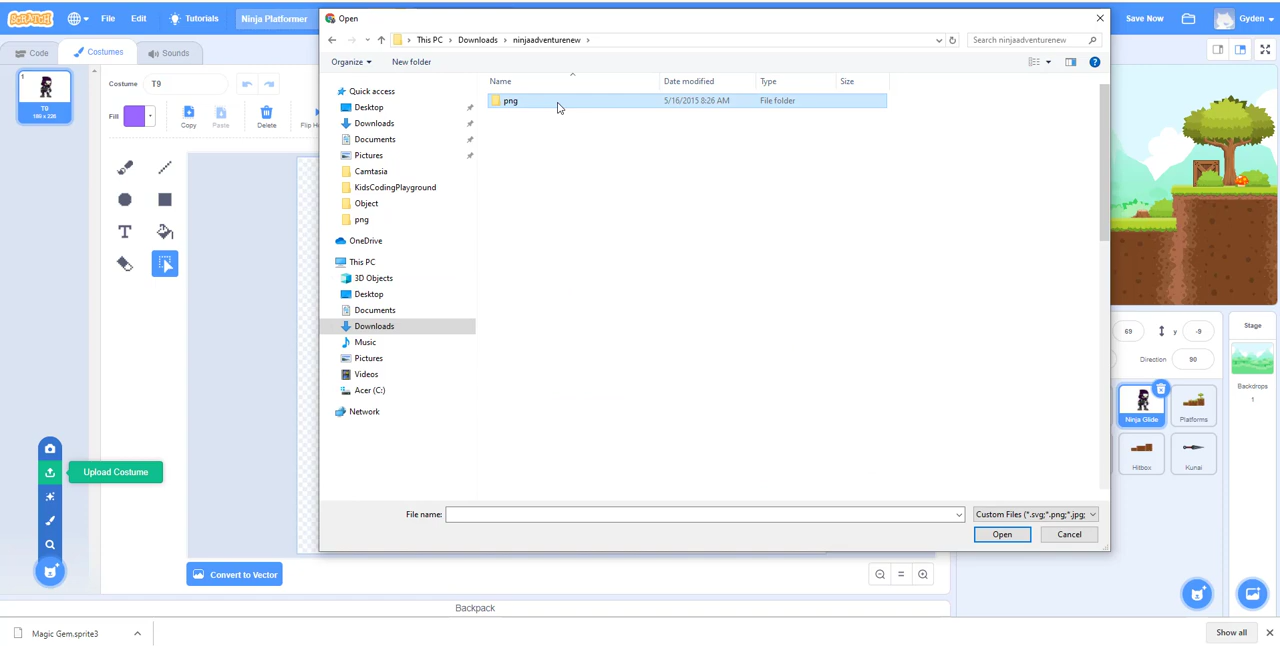 SCRATCH File Edit Tutorials Ninja Platformer Save Now Gyden
Open
This PC › Downloads › ninjaadventurenew › Search ninjaadventurenew
Code Costumes Sounds
Organize New folder
Name Date modified Type Size
png 5/16/2015 8:26 AM File folder
Quick access
Desktop
Downloads
Documents
Pictures
Camtasia
KidsCodingPlayground
Object
png
OneDrive
This PC
3D Objects
Desktop
Documents
Downloads
Music
Pictures
Videos
Acer (C:)
Network
1
T9
Costume T9
Fill Copy Paste Delete
T
Upload Costume
Convert to Vector
File name: Custom Files (*.svg;*.png;*.jpg;
Open Cancel
69 y -9
Direction 90
Stage
Backdrops
1
Ninja Glide Platforms
Hitbox Kunai
Backpack
Magic Gem.sprite3 Show all